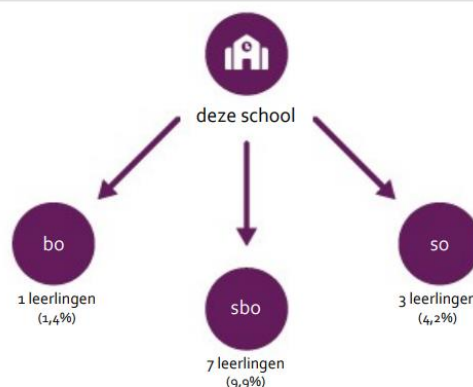 deze school
bo
1 leerlingen
(1,4%)
sbo
7 leerlingen
(9,9%)
so
3 leerlingen
(4,2%)